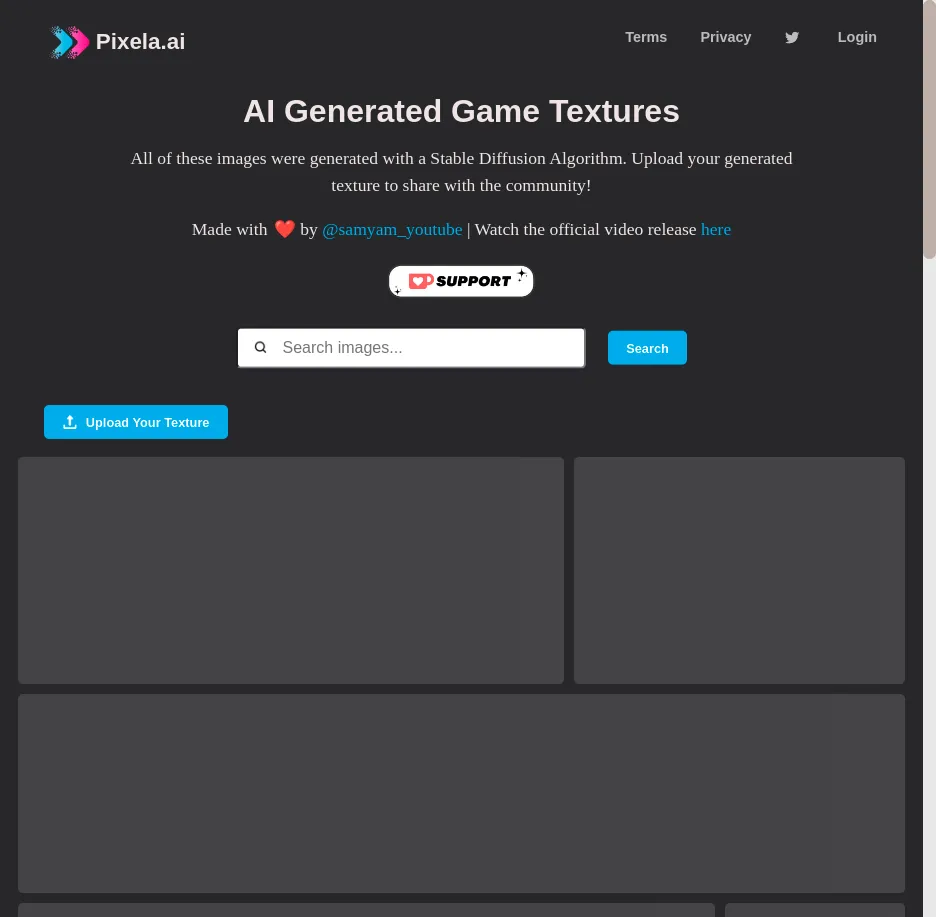 Pixela.ai
Terms Privacy Login
AI Generated Game Textures
All of these images were generated with a Stable Diffusion Algorithm. Upload your generated
texture to share with the community!
Made with ❤️ by @samyam_youtube | Watch the official video release here
SUPPORT
Search images...
Search
Upload Your Texture